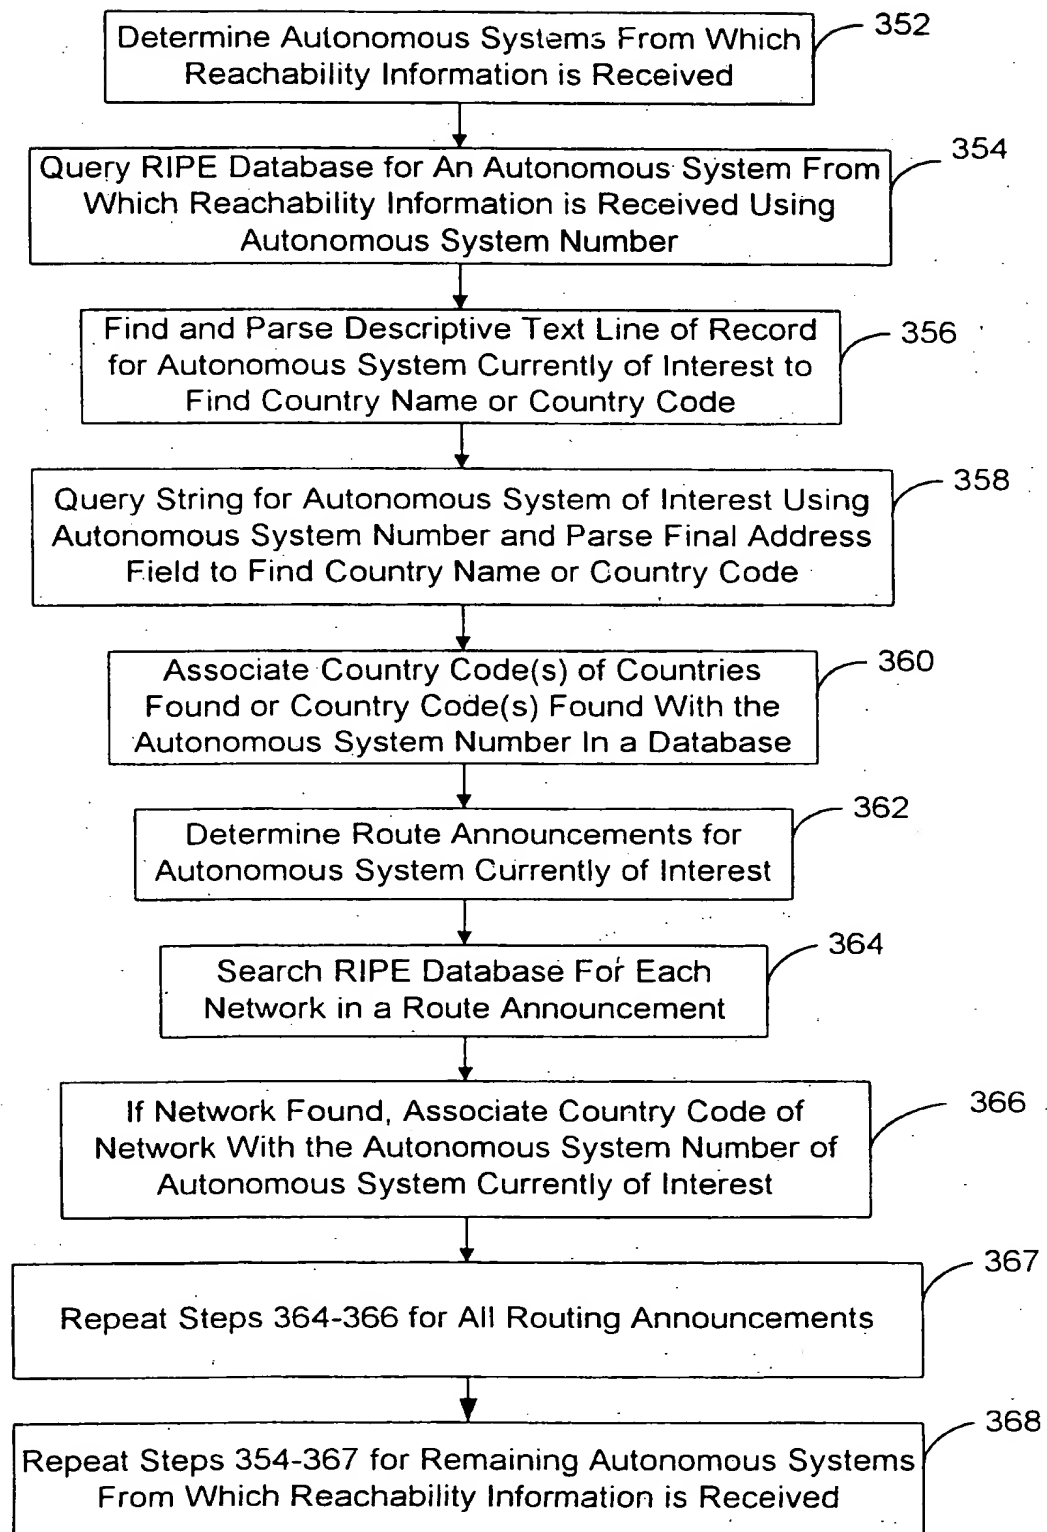 Determine Autonomous Systems From Which
Reachability Information is Received
352
Query RIPE Database for An Autonomous System From
Which Reachability Information is Received Using
Autonomous System Number
354
Find and Parse Descriptive Text Line of Record
for Autonomous System Currently of Interest to
Find Country Name or Country Code
356
Query String for Autonomous System of Interest Using
Autonomous System Number and Parse Final Address
Field to Find Country Name or Country Code
358
Associate Country Code(s) of Countries
Found or Country Code(s) Found With the
Autonomous System Number In a Database
360
Determine Route Announcements for
Autonomous System Currently of Interest
362
Search RIPE Database For Each
Network in a Route Announcement
364
If Network Found, Associate Country Code of
Network With the Autonomous System Number of
Autonomous System Currently of Interest
366
Repeat Steps 364-366 for All Routing Announcements
367
Repeat Steps 354-367 for Remaining Autonomous Systems
From Which Reachability Information is Received
368